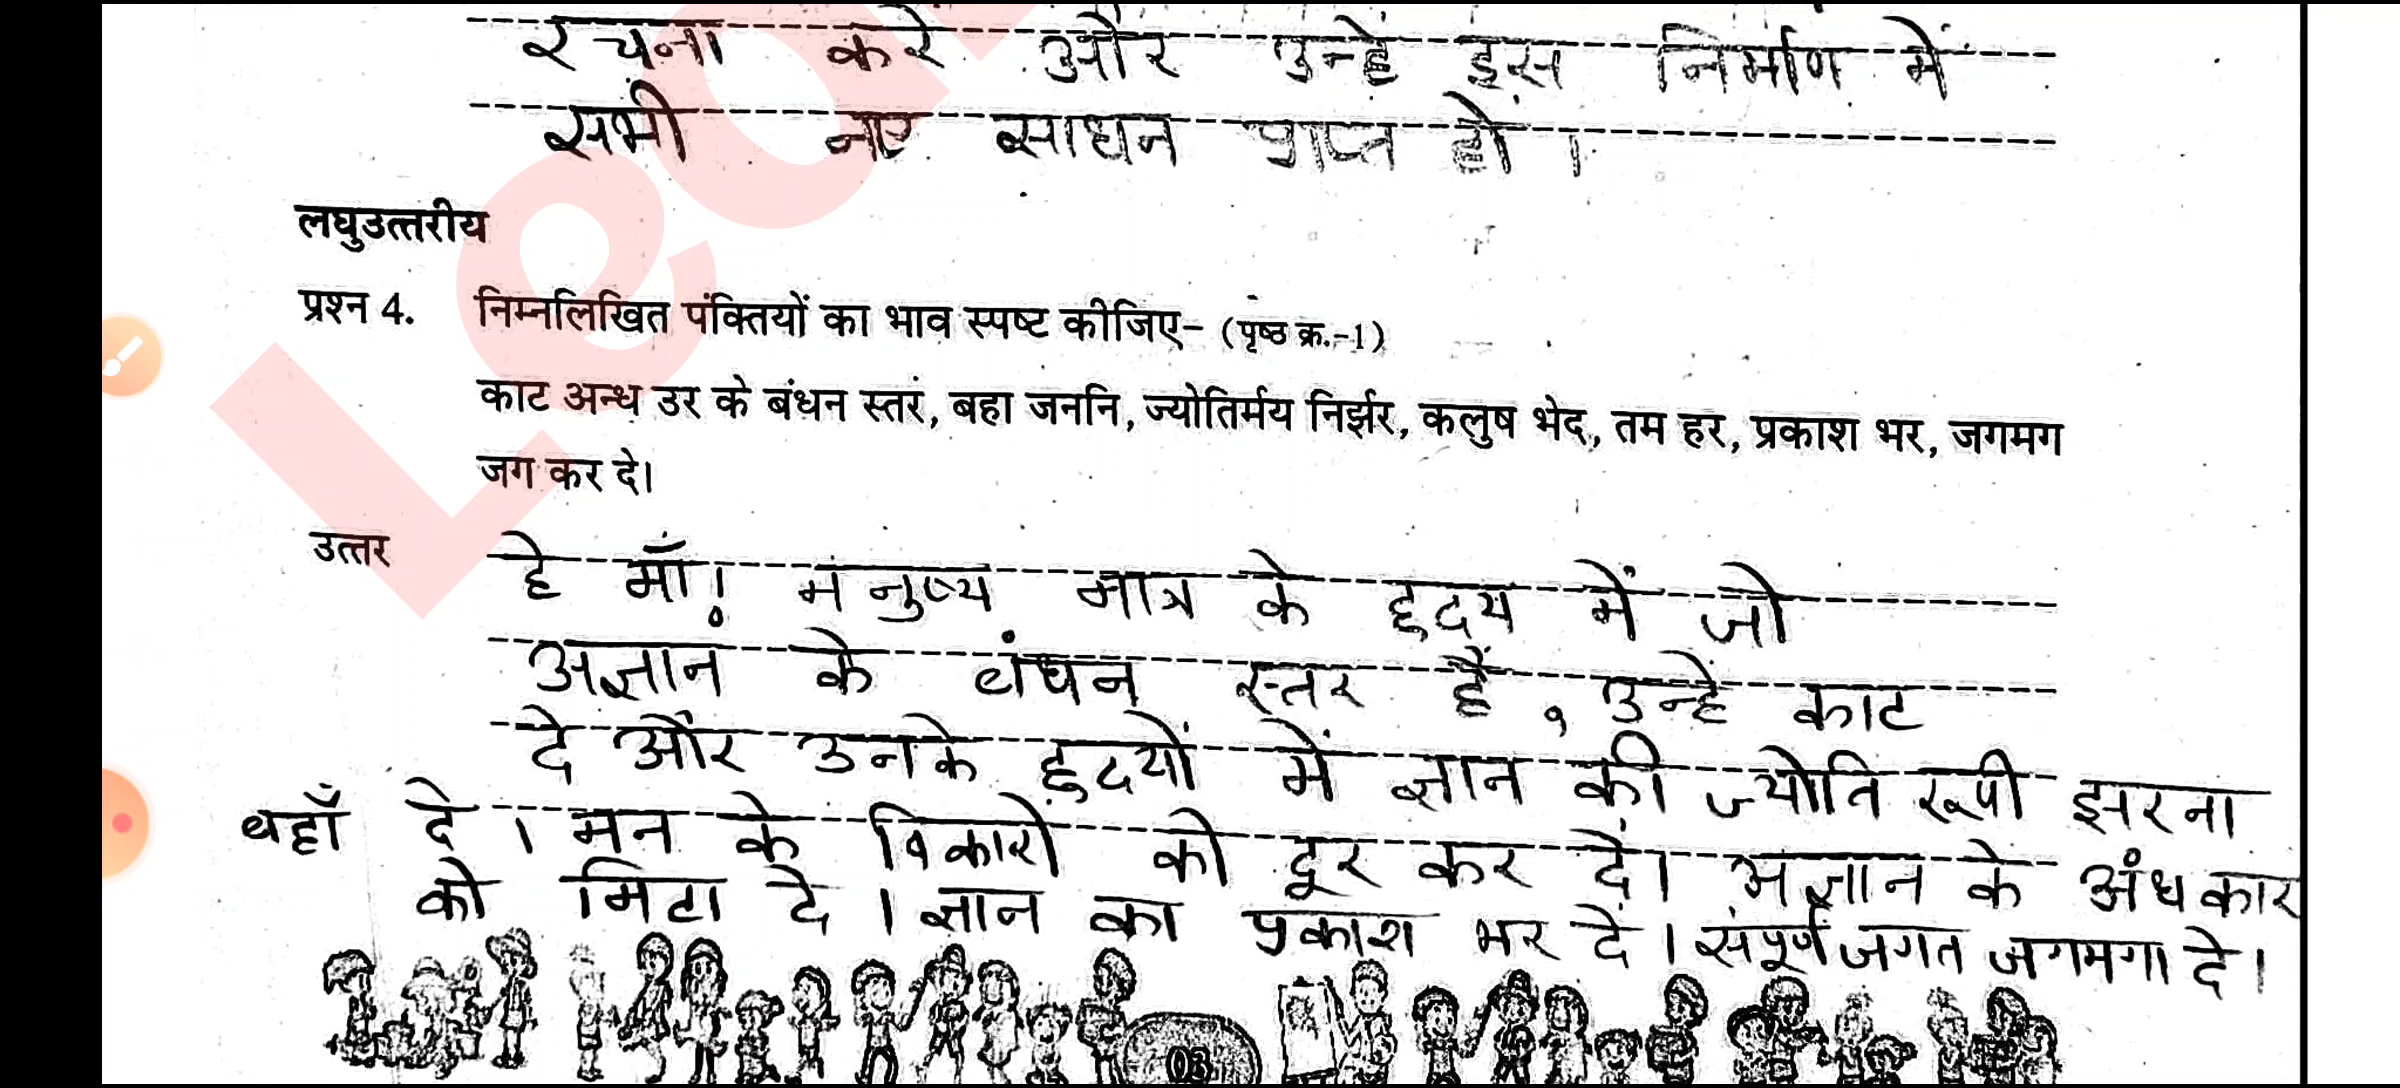 रचना करे और उन्हे इस निर्माण में
सभी नए साधन प्राप्त हों।
लघुउत्तरीय
प्रश्न 4. निम्नलिखित पंक्तियों का भाव स्पष्ट कीजिए- (पृष्ठ क्र.-1)
काट अन्ध उर के बंधन स्तर, बहा जननि, ज्योतिर्मय निर्झर, कलुष भेद, तम हर, प्रकाश भर, जगमग
जग कर दे।
उत्तर हे माँ! मनुष्य मात्र के हृदय में जो
अज्ञान के बंधन स्तर हैं, उन्हें काट
दे और उनके हृदयों में ज्ञान की ज्योति रूपी झरना
बहाँ दे। मन के विकारों को दूर कर दें। अज्ञान के अंधकार
को मिटा दे। ज्ञान का प्रकाश भर दें। संपूर्ण जगत जगमगा दे।
03